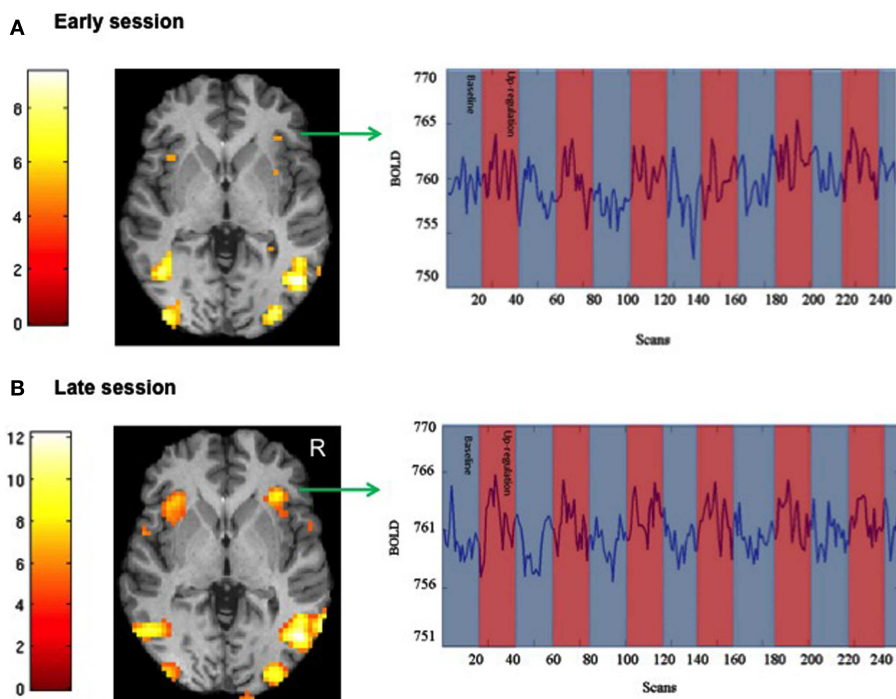 A Early session
8
6
4
2
0
770
765
760
755
750
BOLD
Baseline
Up-regulation
20 40 60 80 100 120 140 160 180 200 220 240
Scans
B Late session
12
10
8
6
4
2
0
R
770
766
761
756
751
BOLD
Baseline
Up-regulation
20 40 60 80 100 120 140 160 180 200 220 240
Scans